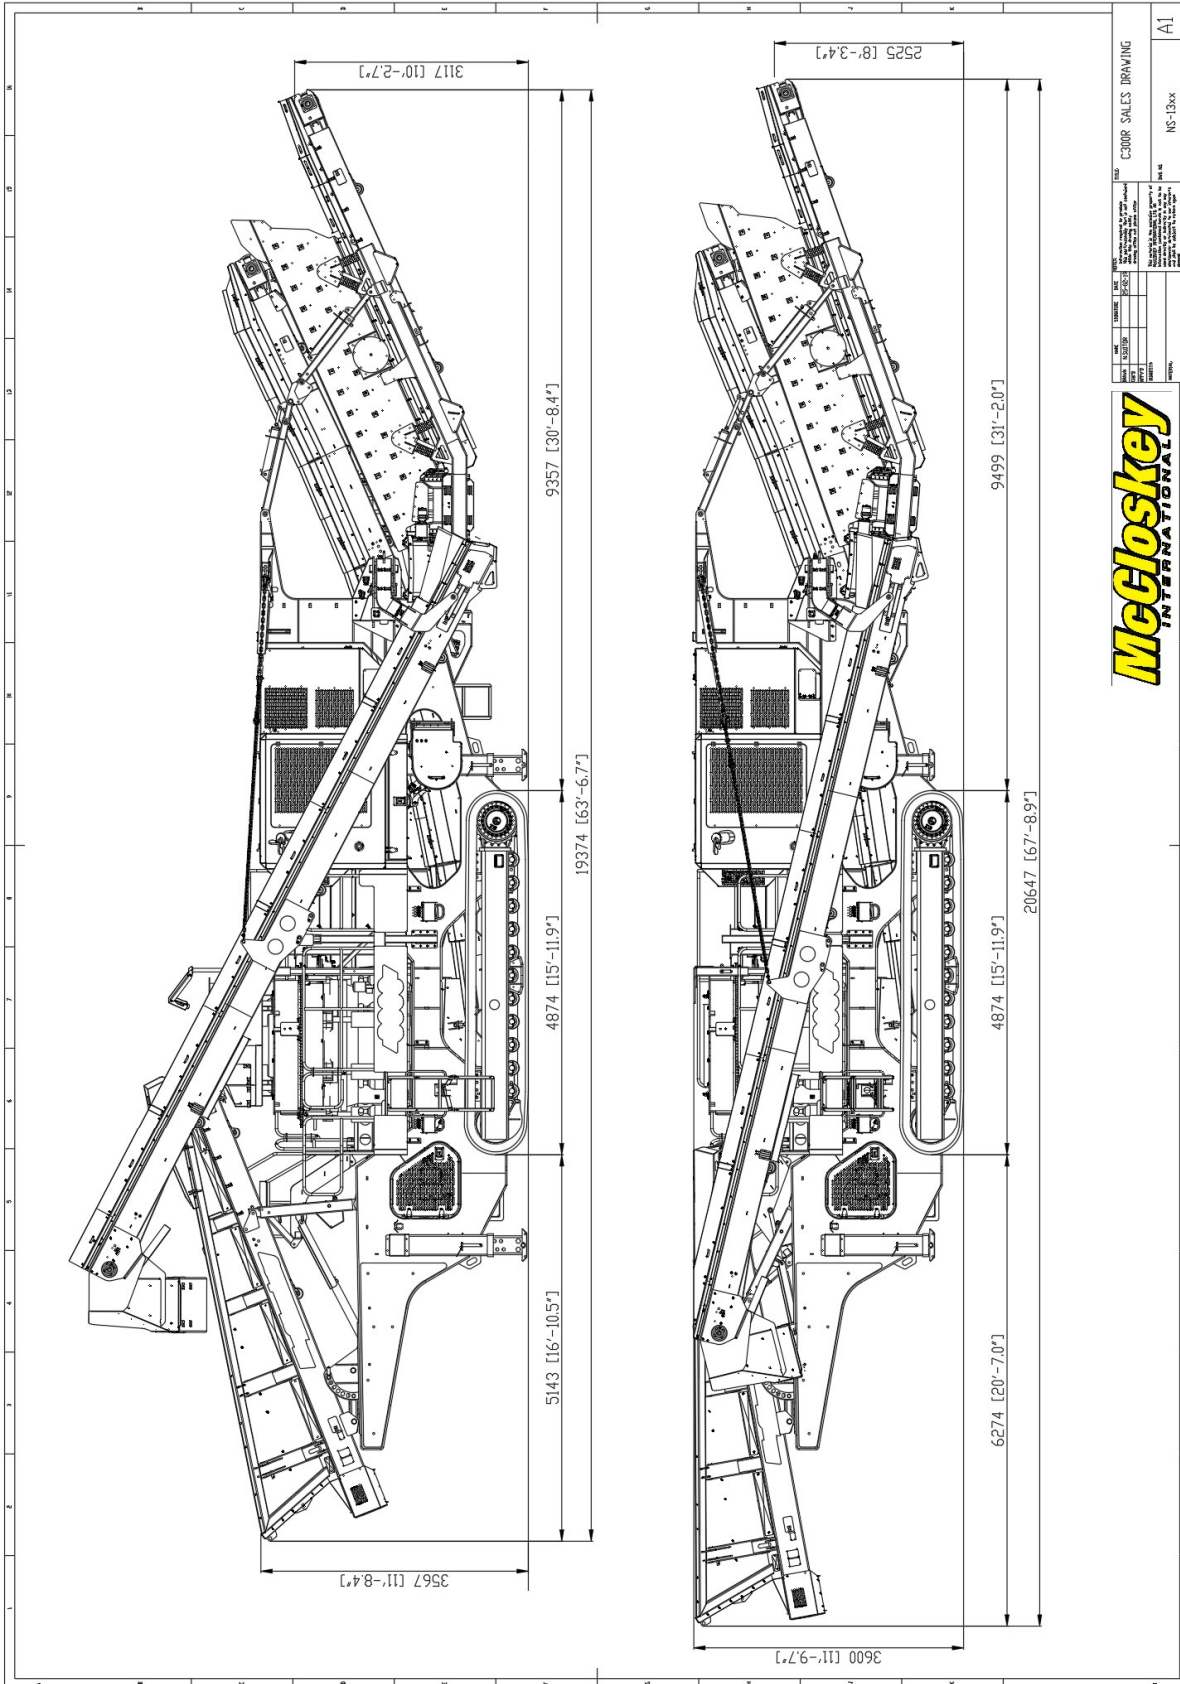 3117 [10'-2.7"]
9357 [30'-8.4"]
19374 [63'-6.7"]
4874 [15'-11.9"]
5143 [16'-10.5"]
3567 [11'-8.4"]
2525 [8'-3.4"]
9499 [31'-2.0"]
20647 [67'-8.9"]
4874 [15'-11.9"]
6274 [20'-7.0"]
3600 [11'-9.7"]
McCloskey
INTERNATIONAL
TITLE:
C300R SALES DRAWING
NS-13xx
A1